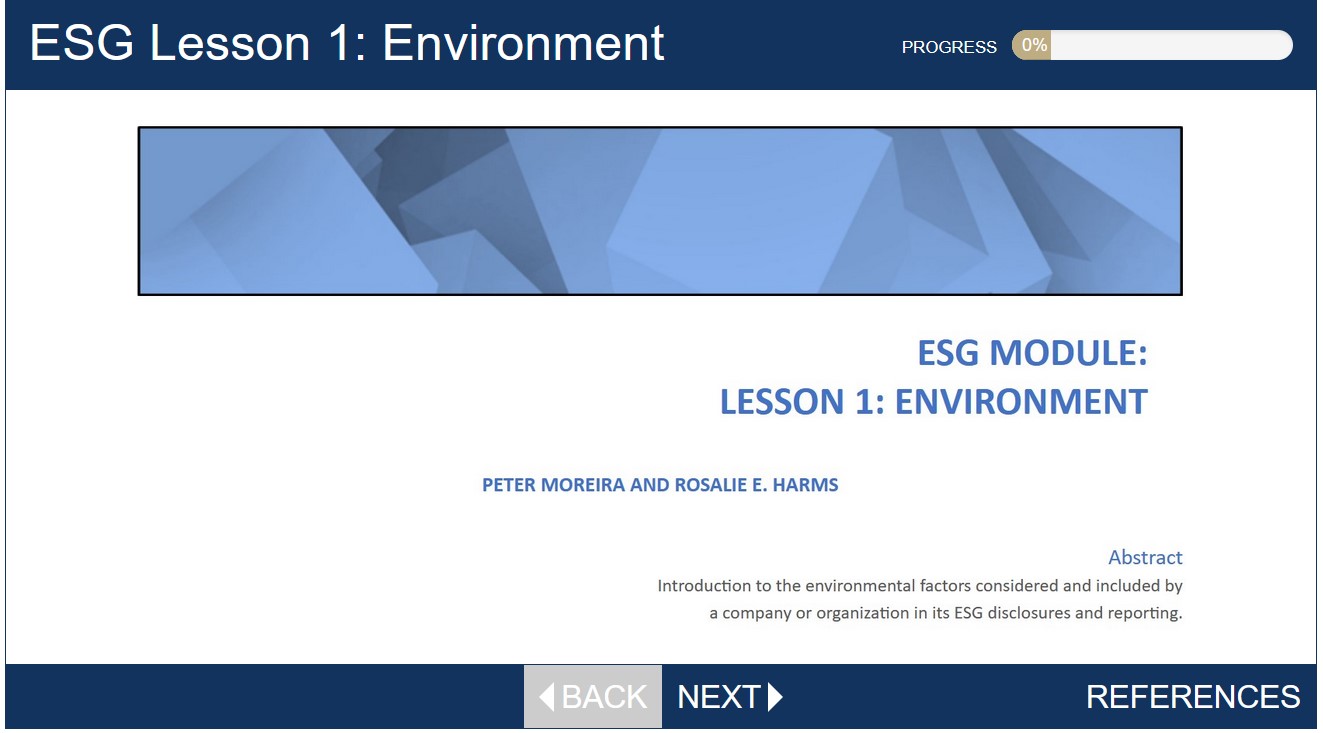 ESG Lesson 1: Environment
PROGRESS
0%
ESG MODULE:
LESSON 1: ENVIRONMENT
PETER MOREIRA AND ROSALIE E. HARMS
Abstract
Introduction to the environmental factors considered and included by
a company or organization in its ESG disclosures and reporting.
BACK
NEXT
REFERENCES